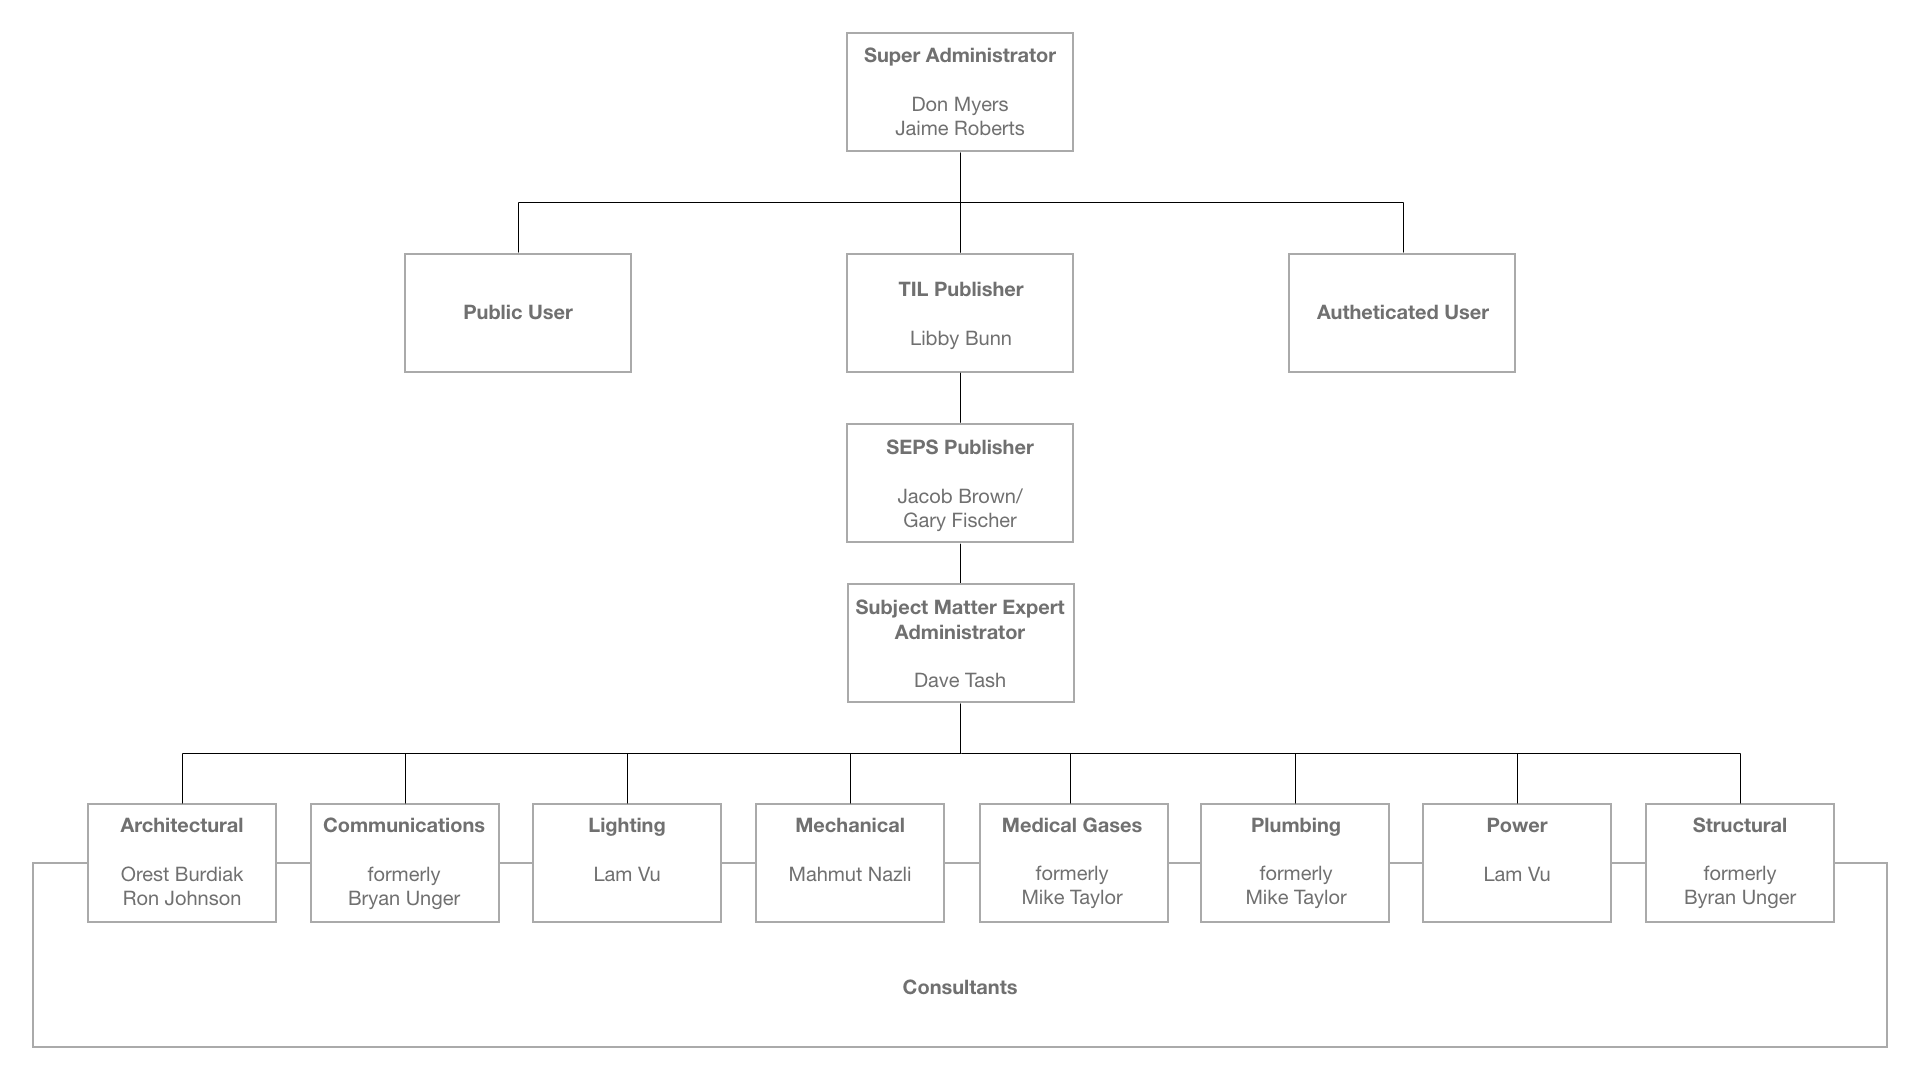 Super Administrator
Don Myers
Jaime Roberts
Public User
TIL Publisher
Libby Bunn
Autheticated User
SEPS Publisher
Jacob Brown/
Gary Fischer
Subject Matter Expert
Administrator
Dave Tash
Architectural
Orest Burdiak
Ron Johnson
Communications
formerly
Bryan Unger
Lighting
Lam Vu
Mechanical
Mahmut Nazli
Medical Gases
formerly
Mike Taylor
Plumbing
formerly
Mike Taylor
Power
Lam Vu
Structural
formerly
Byran Unger
Consultants